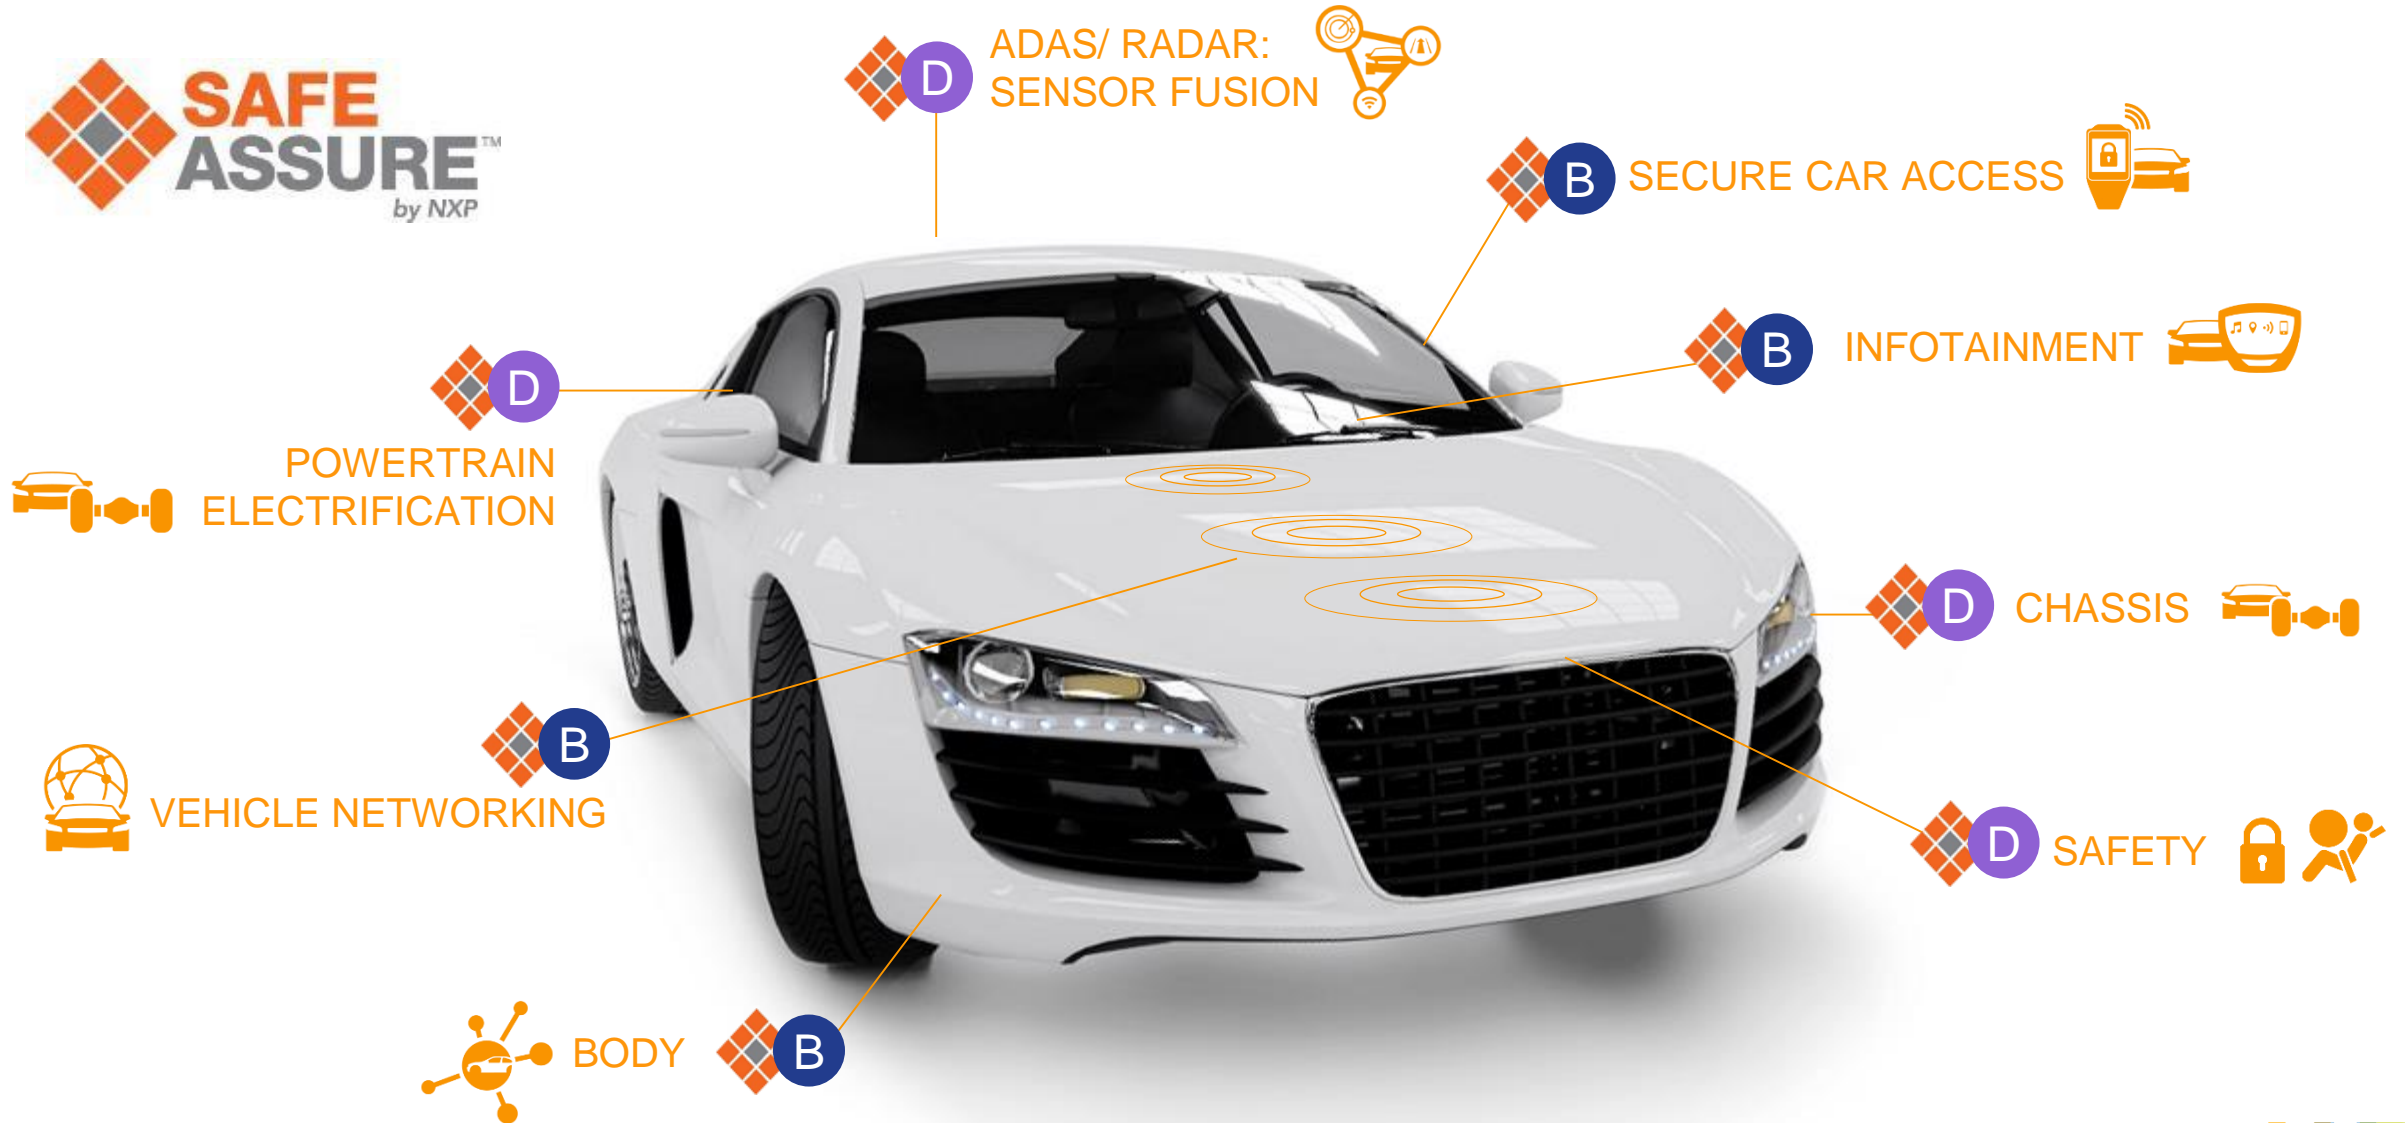 SAFE
ASSURE™
by NXP
D
ADAS/ RADAR:
SENSOR FUSION
B
SECURE CAR ACCESS
B
INFOTAINMENT
D
POWERTRAIN
ELECTRIFICATION
D
CHASSIS
B
VEHICLE NETWORKING
D
SAFETY
BODY
B